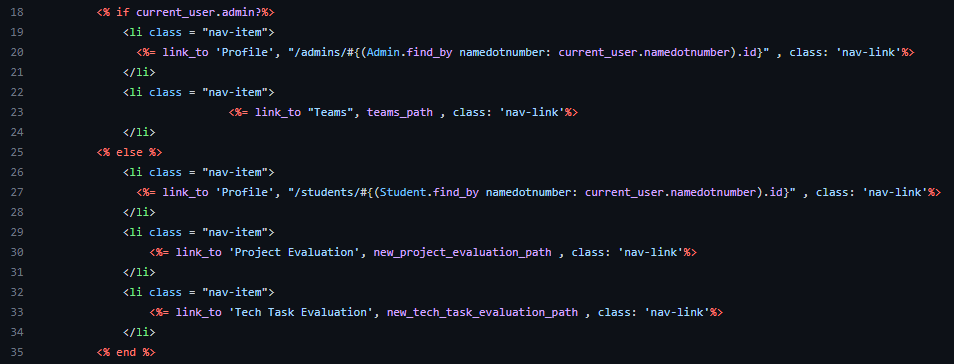 18 <% if current_user.admin?%>
19 <li class = "nav-item">
20 <%= link_to 'Profile', "/admins/#{(Admin.find_by namedotnumber: current_user.namedotnumber).id}" , class: 'nav-link'%>
21 </li>
22 <li class = "nav-item">
23 <%= link_to "Teams", teams_path , class: 'nav-link'%>
24 </li>
25 <% else %>
26 <li class = "nav-item">
27 <%= link_to 'Profile', "/students/#{(Student.find_by namedotnumber: current_user.namedotnumber).id}" , class: 'nav-link'%>
28 </li>
29 <li class = "nav-item">
30 <%= link_to 'Project Evaluation', new_project_evaluation_path , class: 'nav-link'%>
31 </li>
32 <li class = "nav-item">
33 <%= link_to 'Tech Task Evaluation', new_tech_task_evaluation_path , class: 'nav-link'%>
34 </li>
35 <% end %>